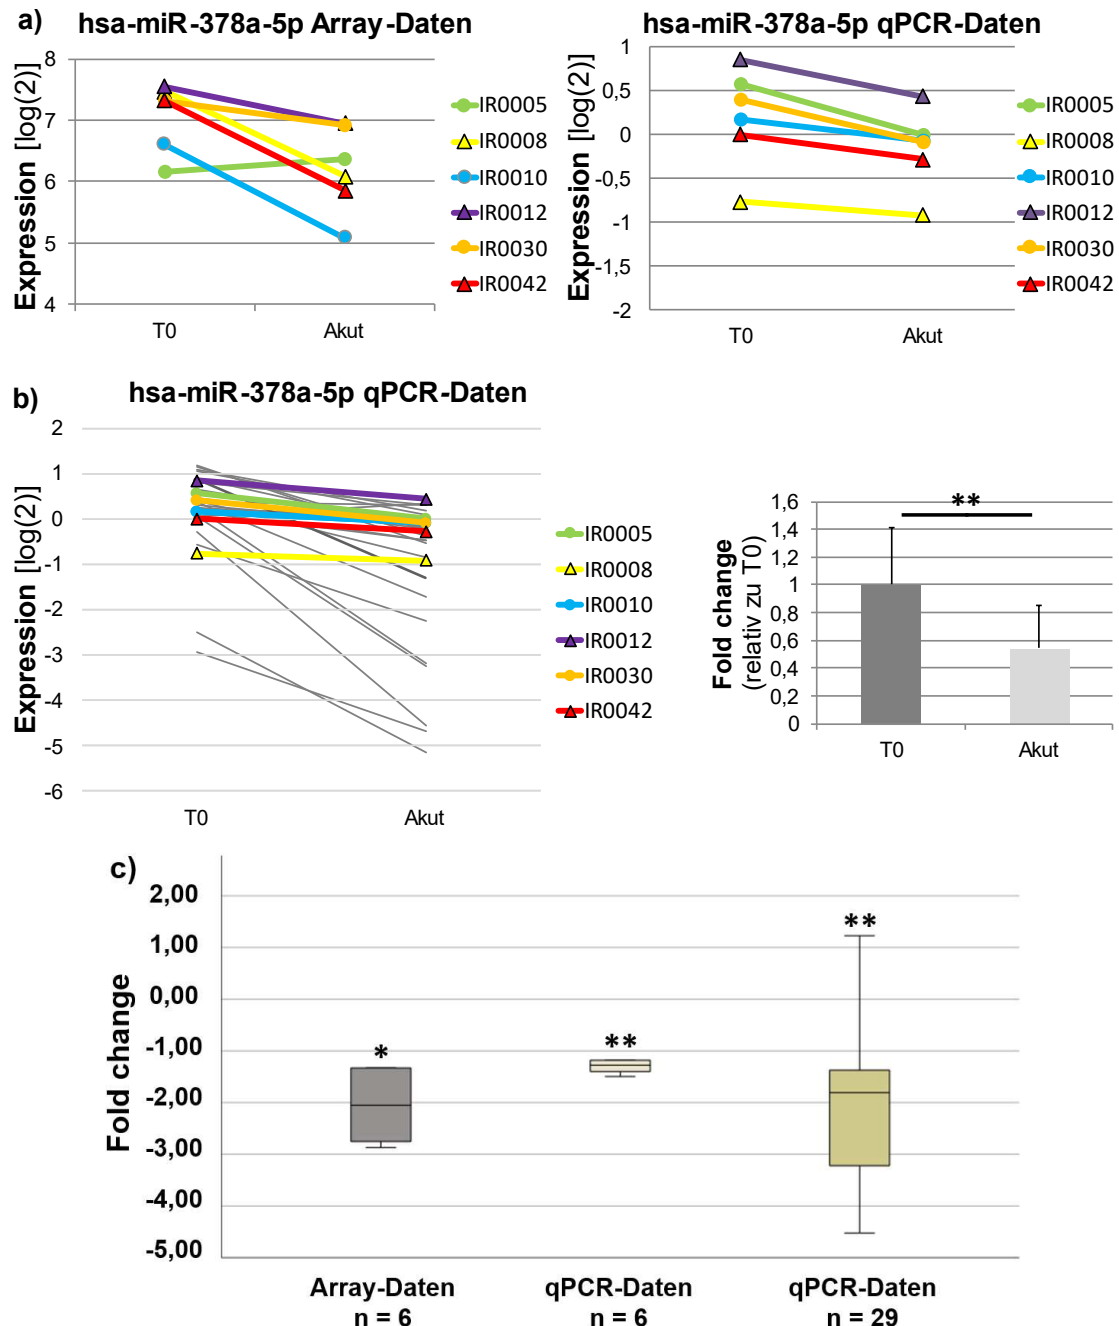 a)
hsa-miR-378a-5p Array-Daten
Expression [log(2)]
8
7
6
5
4
T0
Akut
IR0005
IR0008
IR0010
IR0012
IR0030
IR0042
hsa-miR-378a-5p qPCR-Daten
Expression [log(2)]
1
0,5
0
-0,5
-1
-1,5
-2
T0
Akut
IR0005
IR0008
IR0010
IR0012
IR0030
IR0042
b)
hsa-miR-378a-5p qPCR-Daten
Expression [log(2)]
2
1
0
-1
-2
-3
-4
-5
-6
T0
Akut
IR0005
IR0008
IR0010
IR0012
IR0030
IR0042
Fold change
(relativ zu T0)
1,6
1,4
1,2
1
0,8
0,6
0,4
0,2
0
**
T0
Akut
c)
Fold change
2,00
1,00
0,00
-1,00
-2,00
-3,00
-4,00
-5,00
*
**
**
Array-Daten
n = 6
qPCR-Daten
n = 6
qPCR-Daten
n = 29